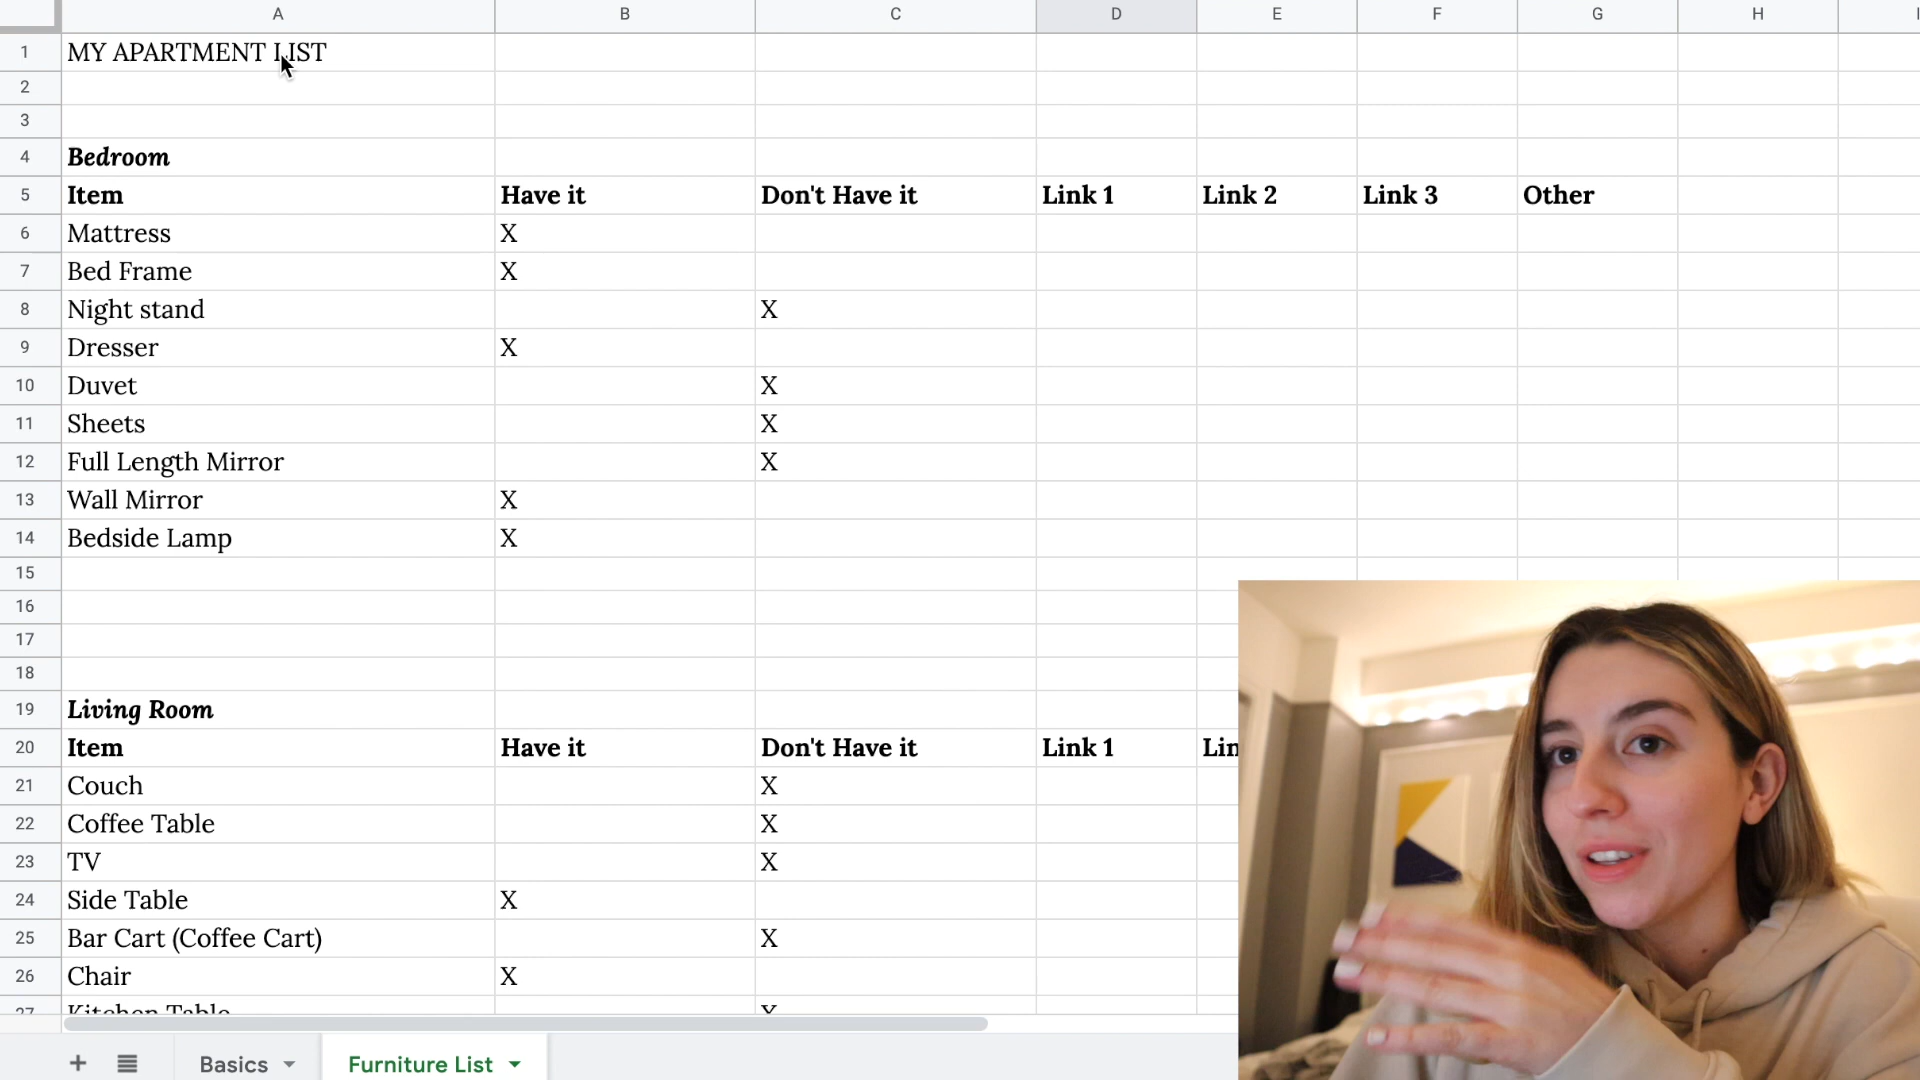 A B C D E F G H I
1 MY APARTMENT LIST
2
3
4 Bedroom
5 Item Have it Don't Have it Link 1 Link 2 Link 3 Other
6 Mattress X
7 Bed Frame X
8 Night stand X
9 Dresser X
10 Duvet X
11 Sheets X
12 Full Length Mirror X
13 Wall Mirror X
14 Bedside Lamp X
15
16
17
18
19 Living Room
20 Item Have it Don't Have it Link 1 Lin
21 Couch X
22 Coffee Table X
23 TV X
24 Side Table X
25 Bar Cart (Coffee Cart) X
26 Chair X
27 Kitchen Table X
+ Basics Furniture List